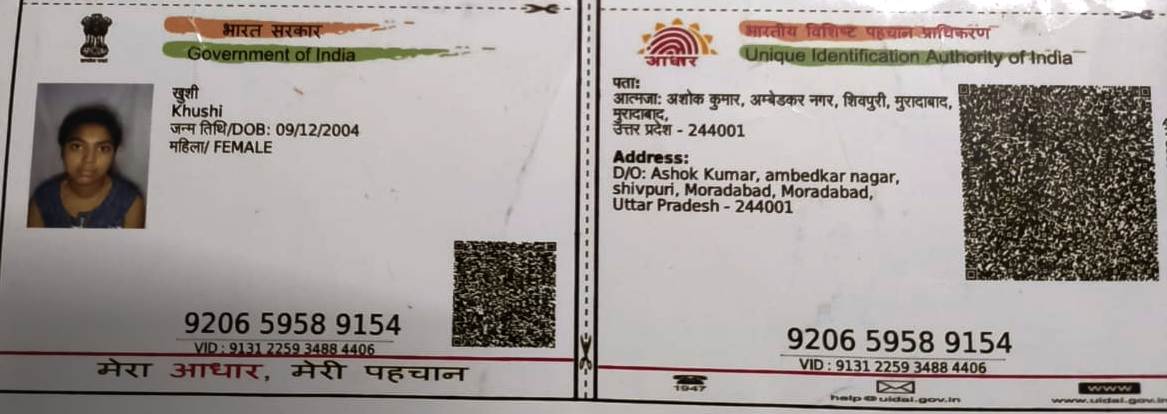 भारत सरकार
Government of India
खुशी
Khushi
जन्म तिथि/DOB: 09/12/2004
महिला/ FEMALE
9206 5958 9154
VID : 9131 2259 3488 4406
मेरा आधार, मेरी पहचान
भारतीय विशिष्ट पहचान प्राधिकरण
Unique Identification Authority of India
आधार
पता:
आत्मजा: अशोक कुमार, अम्बेडकर नगर, शिवपुरी, मुरादाबाद,
मुरादाबाद,
उत्तर प्रदेश - 244001
Address:
D/O: Ashok Kumar, ambedkar nagar,
shivpuri, Moradabad, Moradabad,
Uttar Pradesh - 244001
9206 5958 9154
VID : 9131 2259 3488 4406
1947
help@uidai.gov.in
www
www.uidai.gov.in